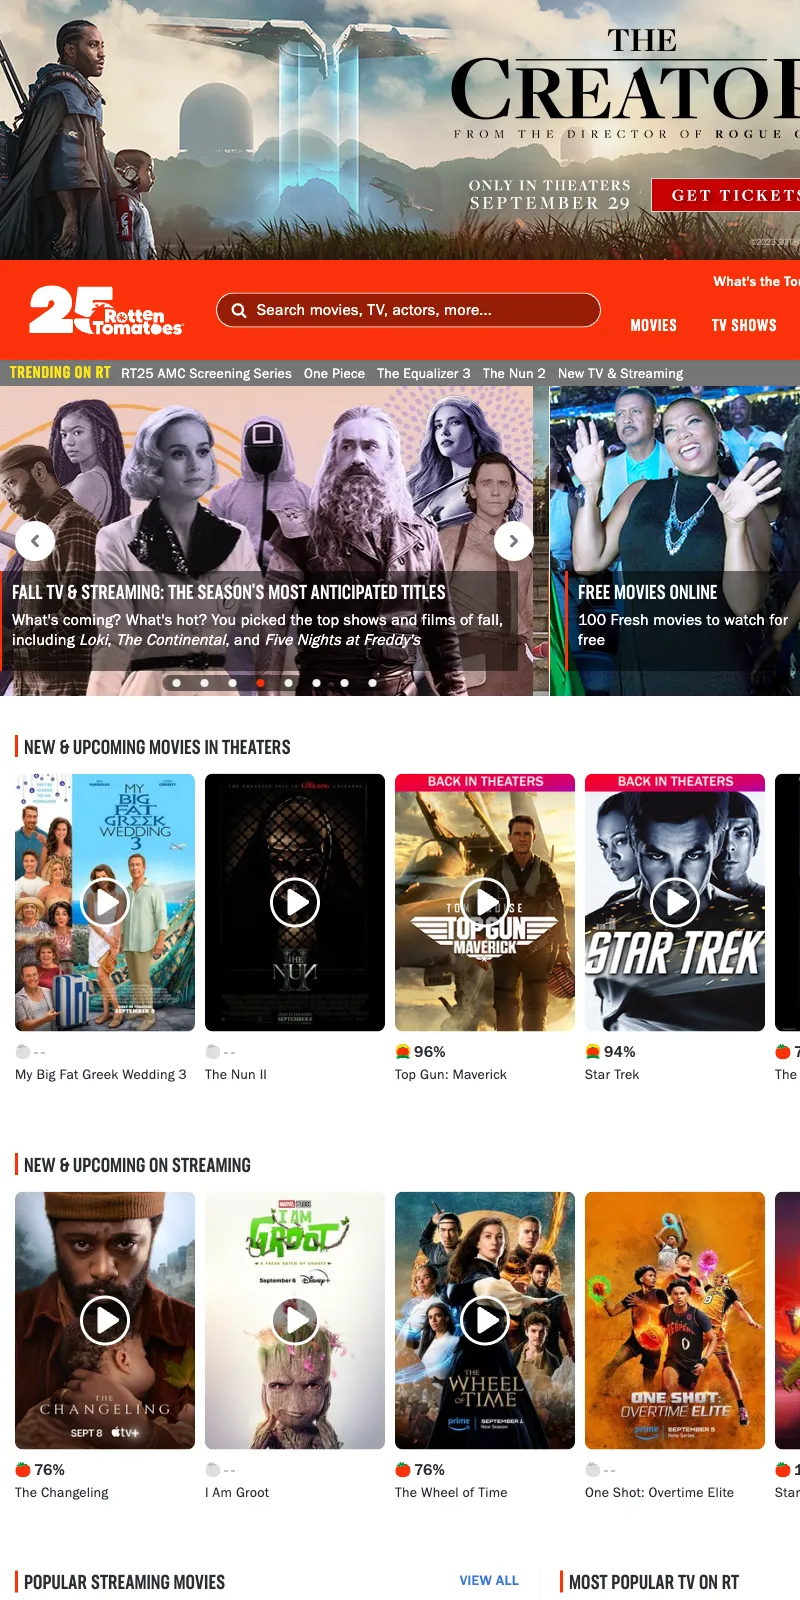 THE
CREATOR
FROM THE DIRECTOR OF ROGUE
ONLY IN THEATERS
SEPTEMBER 29
GET TICKETS
What's the To
25 Rotten Tomatoes
Search movies, TV, actors, more...
MOVIES
TV SHOWS
TRENDING ON RT
RT25 AMC Screening Series
One Piece
The Equalizer 3
The Nun 2
New TV & Streaming
FALL TV & STREAMING: THE SEASON'S MOST ANTICIPATED TITLES
What's coming? What's hot? You picked the top shows and films of fall,
including Loki, The Continental, and Five Nights at Freddy's
FREE MOVIES ONLINE
100 Fresh movies to watch for
free
NEW & UPCOMING MOVIES IN THEATERS
MY
BIG
FAT
GREEK
WEDDING
3
SEPTEMBER 8
THE
NUN
II
BACK IN THEATERS
TOM CRUISE
TOPGUN
MAVERICK
BACK IN THEATERS
STAR TREK
- -
My Big Fat Greek Wedding 3
- -
The Nun II
96%
Top Gun: Maverick
94%
Star Trek
7
The
NEW & UPCOMING ON STREAMING
THE
CHANGELING
SEPT 8 tv+
MARVEL STUDIOS
I AM
GROOT
September 6 Disney+
THE
WHEEL
OF TIME
prime
SEPTEMBER 1
New Season
ONE SHOT:
OVERTIME ELITE
prime
SEPTEMBER 5
New Series
76%
The Changeling
- -
I Am Groot
76%
The Wheel of Time
- -
One Shot: Overtime Elite
1
Star
POPULAR STREAMING MOVIES
VIEW ALL
MOST POPULAR TV ON RT